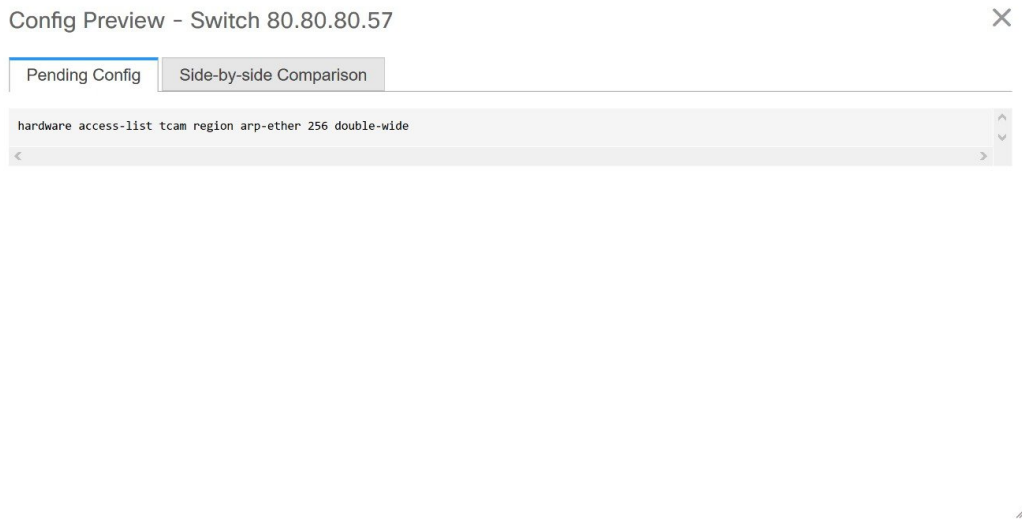 Config Preview - Switch 80.80.80.57
Pending Config
Side-by-side Comparison
hardware access-list tcam region arp-ether 256 double-wide